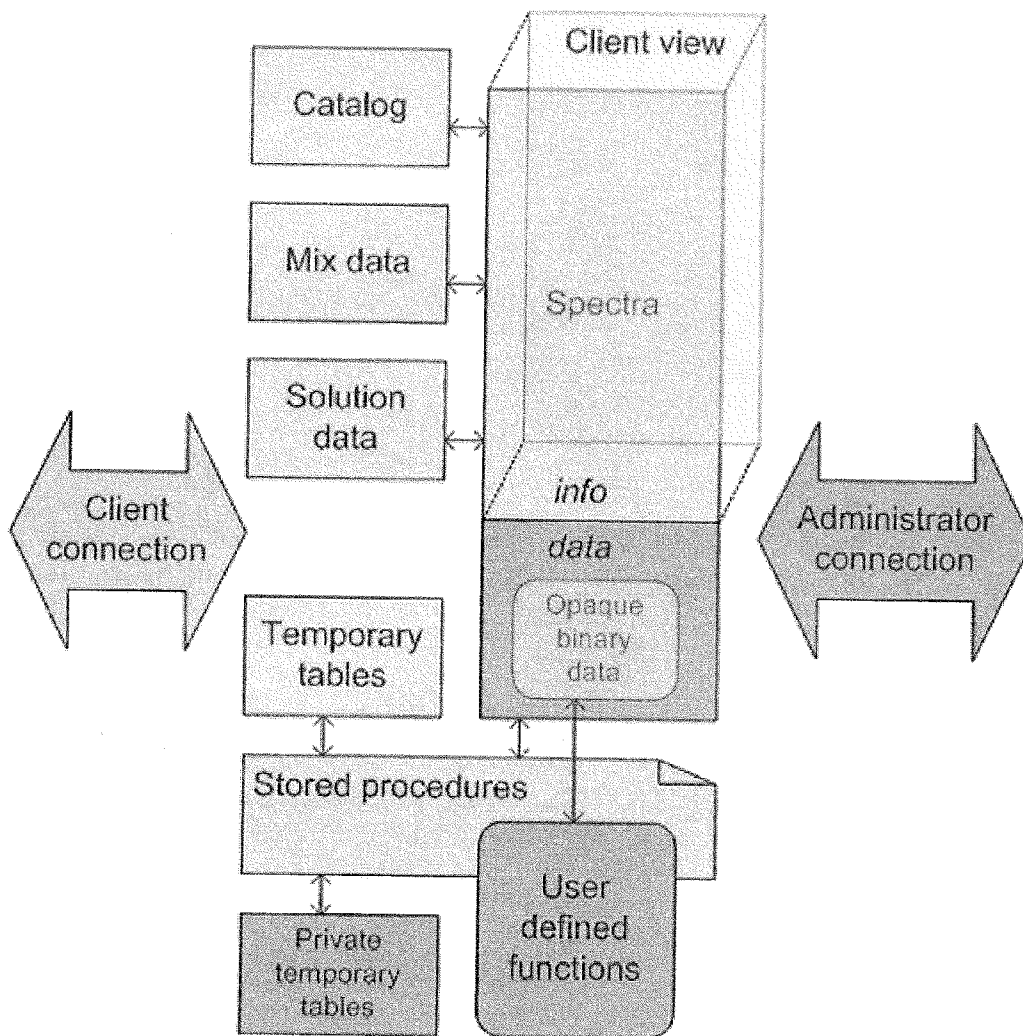 Client view
Catalog
Mix data
Spectra
Solution
data
info
Client
connection
data
Administrator
connection
Opaque
binary
data
Temporary
tables
Stored procedures
User
defined
functions
Private
temporary
tables